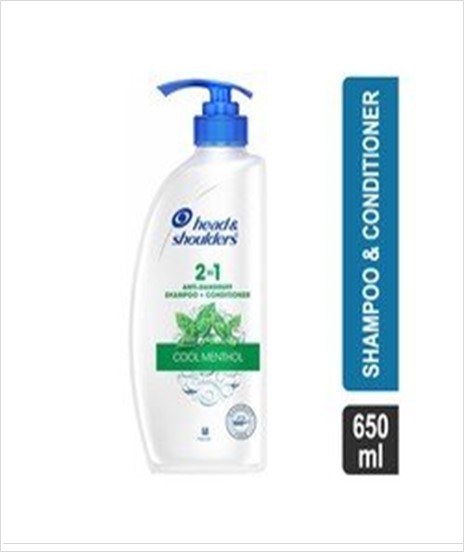 head&
shoulders
2in1
ANTI-DANDRUFF
SHAMPOO + CONDITIONER
COOL MENTHOL
SHAMPOO & CONDITIONER
650
ml